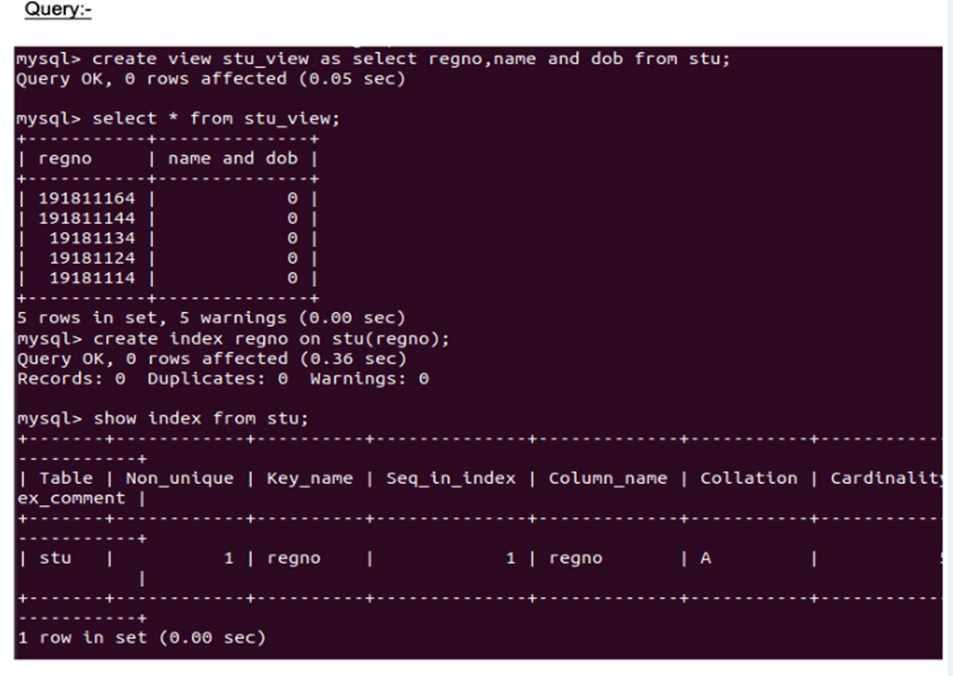 Query:-
mysql> create view stu_view as select regno,name and dob from stu;
Query OK, 0 rows affected (0.05 sec)
mysql> select * from stu_view;
+-----------+--------------+
| regno     | name and dob |
+-----------+--------------+
| 191811164 |            0 |
| 191811144 |            0 |
|  19181134 |            0 |
|  19181124 |            0 |
|  19181114 |            0 |
+-----------+--------------+
5 rows in set, 5 warnings (0.00 sec)
mysql> create index regno on stu(regno);
Query OK, 0 rows affected (0.36 sec)
Records: 0  Duplicates: 0  Warnings: 0
mysql> show index from stu;
+-------+------------+----------+--------------+-------------+-----------+------------
-----------+
| Table | Non_unique | Key_name | Seq_in_index | Column_name | Collation | Cardinality
ex_comment |
+-------+------------+----------+--------------+-------------+-----------+------------
-----------+
| stu   |          1 | regno    |            1 | regno       | A         |
           |
+-------+------------+----------+--------------+-------------+-----------+------------
-----------+
1 row in set (0.00 sec)